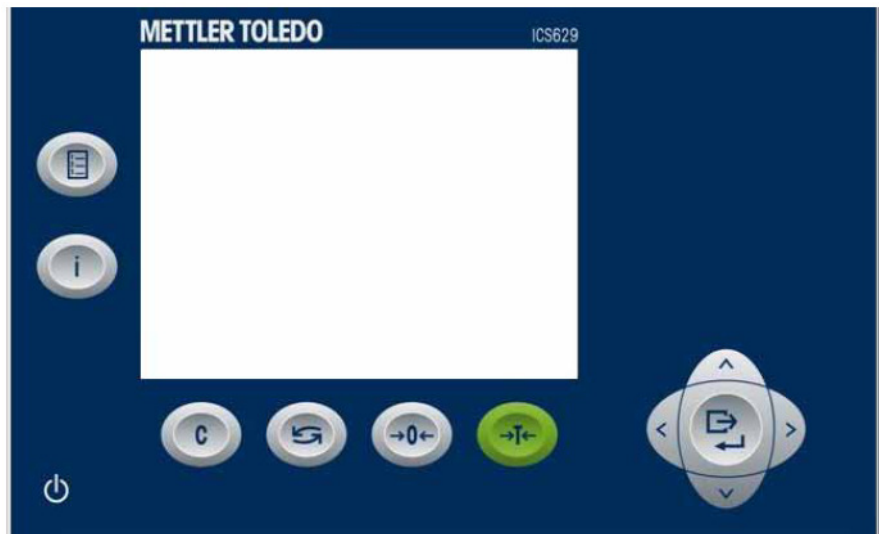 METTLER TOLEDO ICS629
i
C →0← →T←